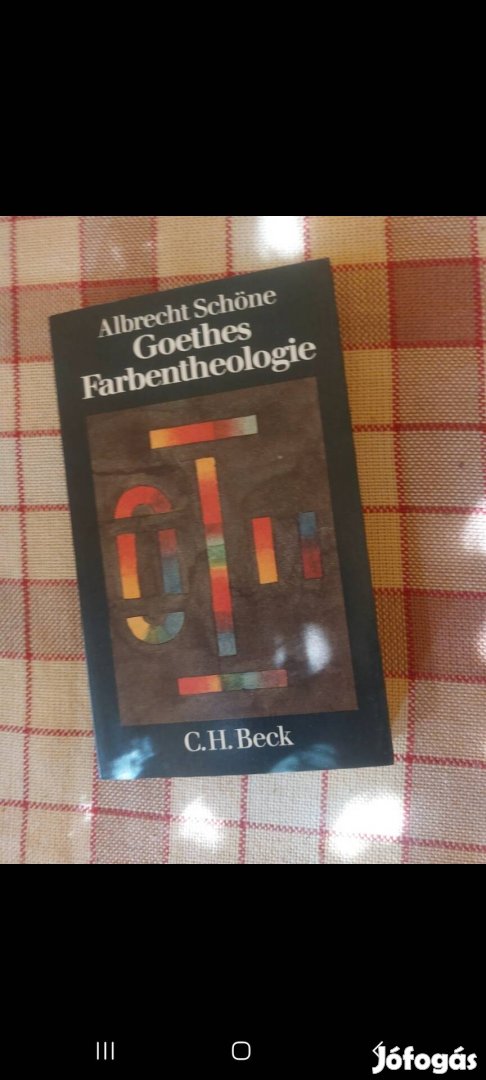 Albrecht Schöne
Goethes
Farbentheologie
C.H. Beck
Jófogás